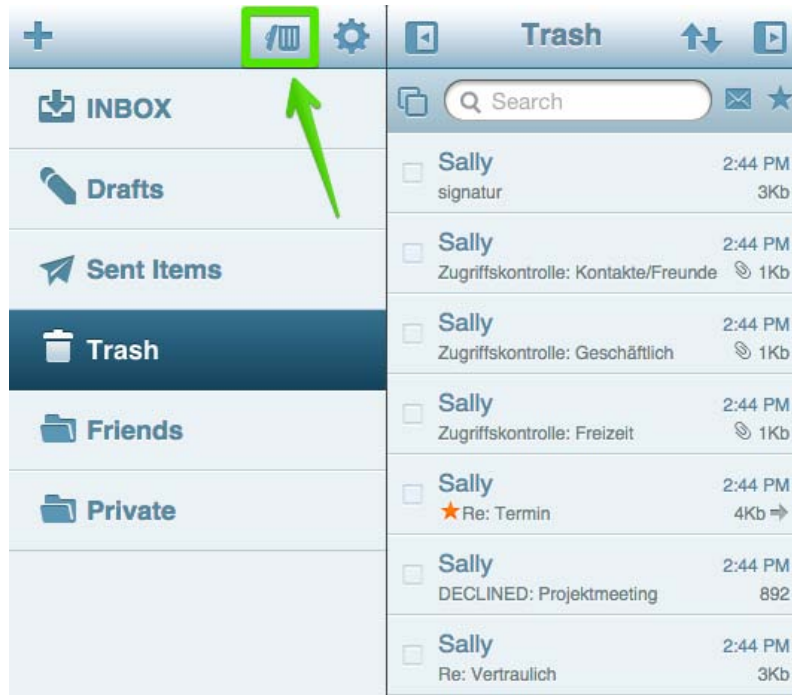 Trash
INBOX
Drafts
Sent Items
Trash
Friends
Private
Search
Sally 2:44 PM
signatur 3Kb
Sally 2:44 PM
Zugriffskontrolle: Kontakte/Freunde 1Kb
Sally 2:44 PM
Zugriffskontrolle: Geschäftlich 1Kb
Sally 2:44 PM
Zugriffskontrolle: Freizeit 1Kb
Sally 2:44 PM
Re: Termin 4Kb
Sally 2:44 PM
DECLINED: Projektmeeting 892
Sally 2:44 PM
Re: Vertraulich 3Kb